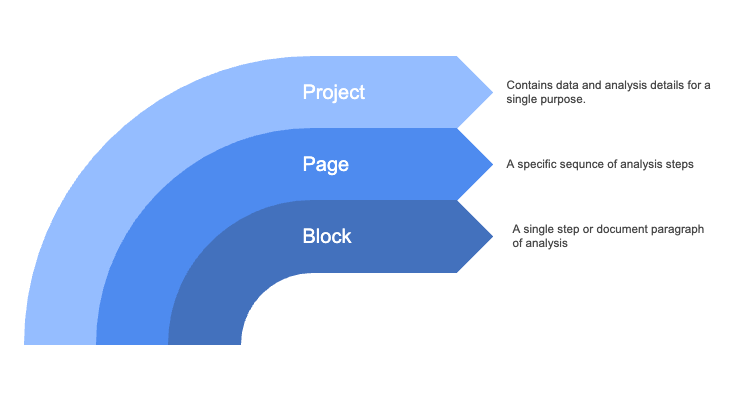 Project
Contains data and analysis details for a
single purpose.
Page
A specific sequnce of analysis steps
Block
A single step or document paragraph
of analysis